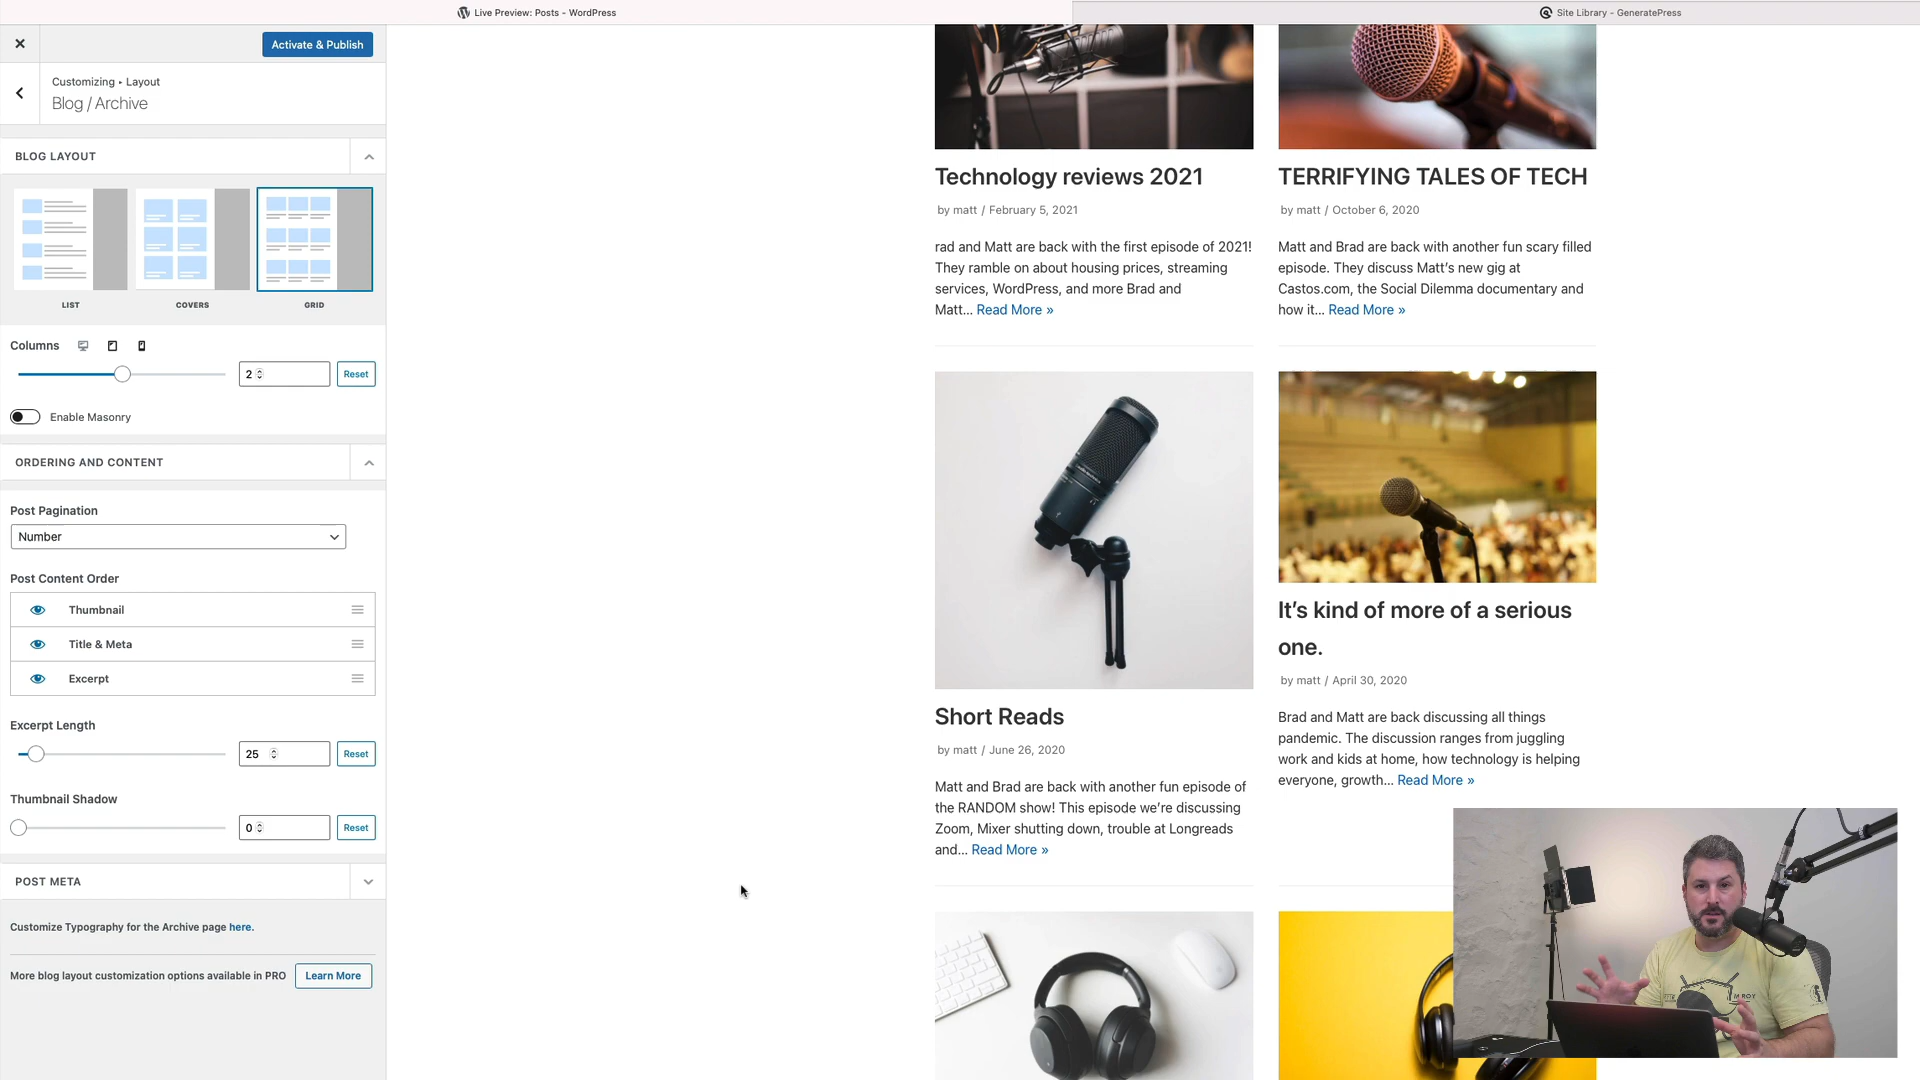 Live Preview: Posts - WordPress
Site Library - GeneratePress
Activate & Publish
Customizing ▸ Layout
Blog / Archive
BLOG LAYOUT
LIST
COVERS
GRID
Columns
2
Reset
Enable Masonry
ORDERING AND CONTENT
Post Pagination
Number
Post Content Order
Thumbnail
Title & Meta
Excerpt
Excerpt Length
25
Reset
Thumbnail Shadow
0
Reset
POST META
Customize Typography for the Archive page here.
More blog layout customization options available in PRO
Learn More
Technology reviews 2021
by matt / February 5, 2021
rad and Matt are back with the first episode of 2021!
They ramble on about housing prices, streaming
services, WordPress, and more Brad and
Matt... Read More »
TERRIFYING TALES OF TECH
by matt / October 6, 2020
Matt and Brad are back with another fun scary filled
episode. They discuss Matt's new gig at
Castos.com, the Social Dilemma documentary and
how it... Read More »
Short Reads
by matt / June 26, 2020
Matt and Brad are back with another fun episode of
the RANDOM show! This episode we're discussing
Zoom, Mixer shutting down, trouble at Longreads
and... Read More »
It's kind of more of a serious
one.
by matt / April 30, 2020
Brad and Matt are back discussing all things
pandemic. The discussion ranges from juggling
work and kids at home, how technology is helping
everyone, growth... Read More »